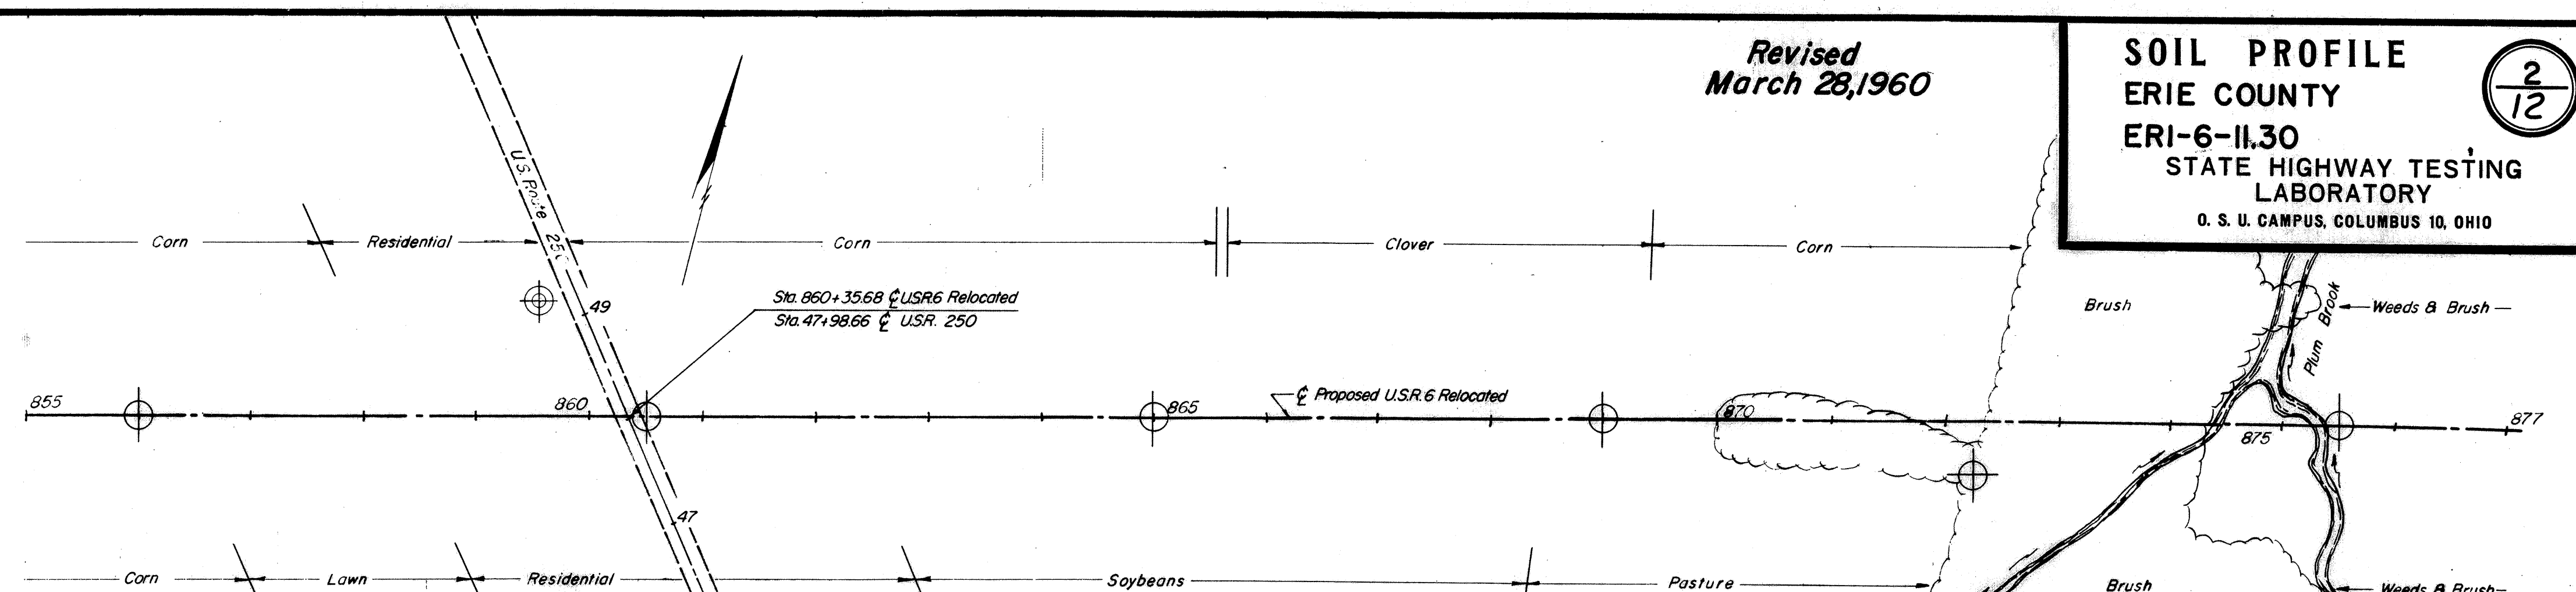 Revised
March 28,1960
SOIL PROFILE
ERIE COUNTY
ERI-6-11.30
STATE HIGHWAY TESTING
LABORATORY
O. S. U. CAMPUS, COLUMBUS 10, OHIO
2
12
U.S. Route 250
Corn
Residential
Corn
Clover
Corn
Brush
Plum Brook
Weeds & Brush
49
Sta. 860+35.68 ℄ U.S.R.6 Relocated
Sta. 47+98.66 ℄ U.S.R. 250
855
860
865
℄ Proposed U.S.R. 6 Relocated
870
875
877
47
Corn
Lawn
Residential
Soybeans
Pasture
Brush
Weeds & Brush